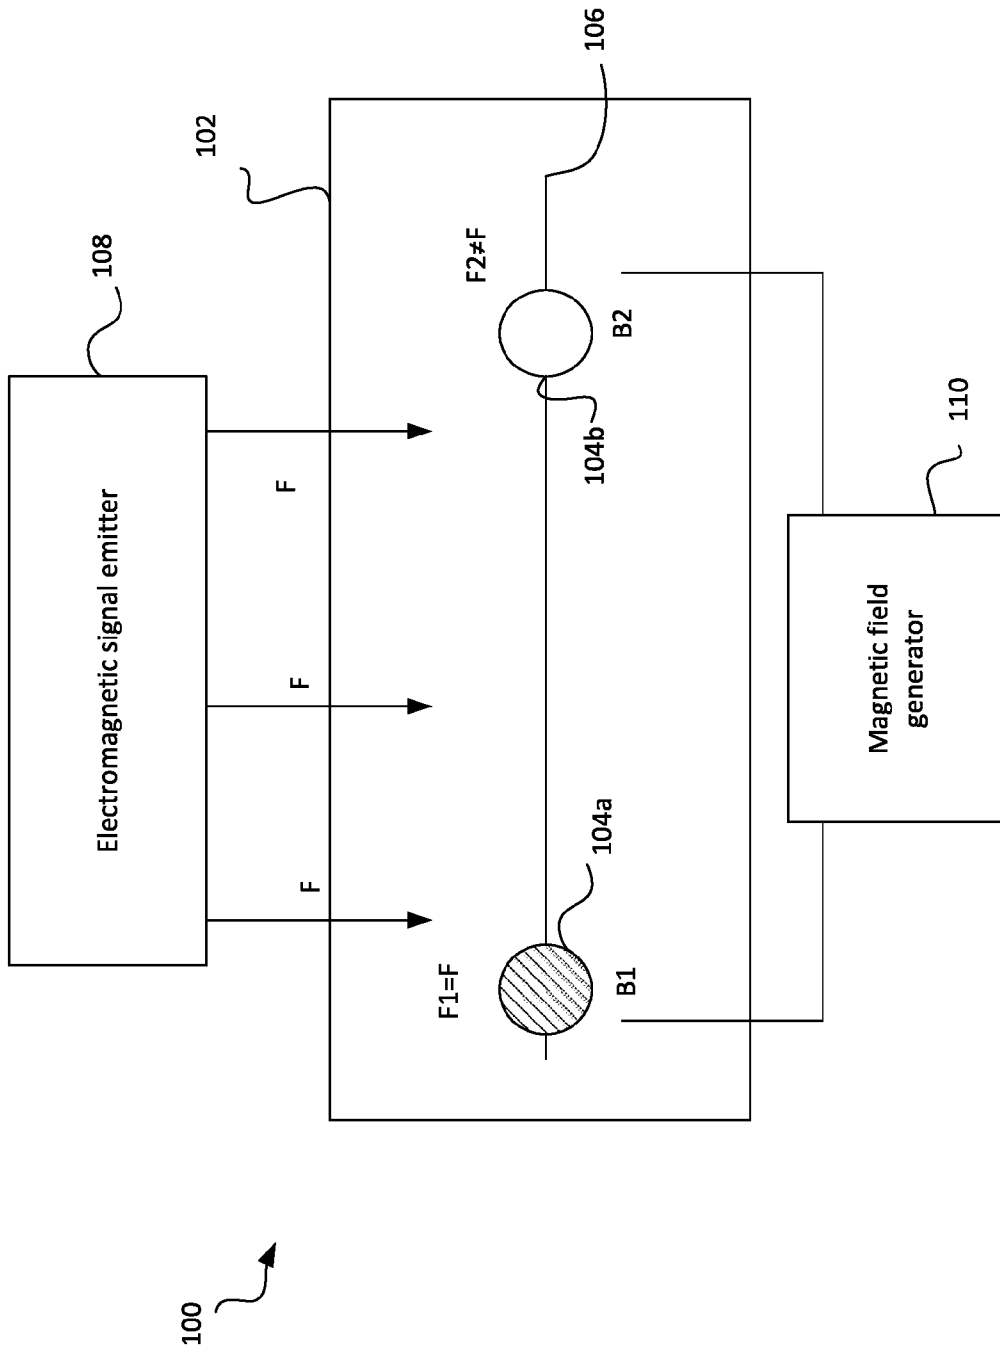 Electromagnetic signal emitter
108
100
102
F
F
F
F1=F
F2≠F
104a
104b
106
B1
B2
Magnetic field
generator
110